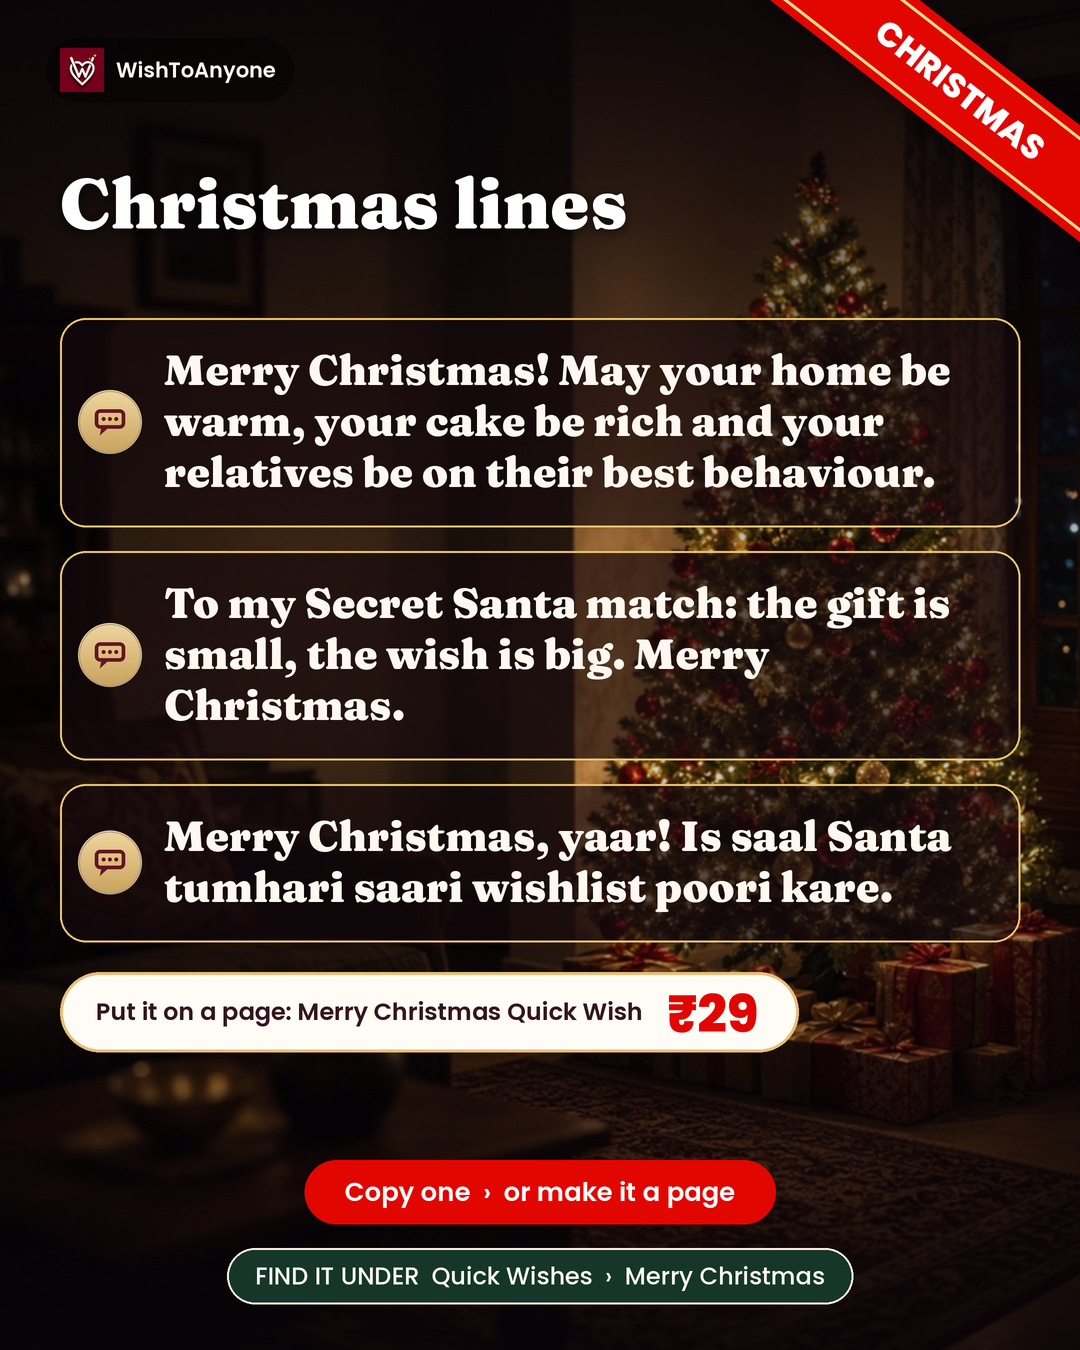 WishToAnyone
CHRISTMAS
Christmas lines
Merry Christmas! May your home be
warm, your cake be rich and your
relatives be on their best behaviour.
To my Secret Santa match: the gift is
small, the wish is big. Merry
Christmas.
Merry Christmas, yaar! Is saal Santa
tumhari saari wishlist poori kare.
Put it on a page: Merry Christmas Quick Wish ₹29
Copy one › or make it a page
FIND IT UNDER Quick Wishes › Merry Christmas